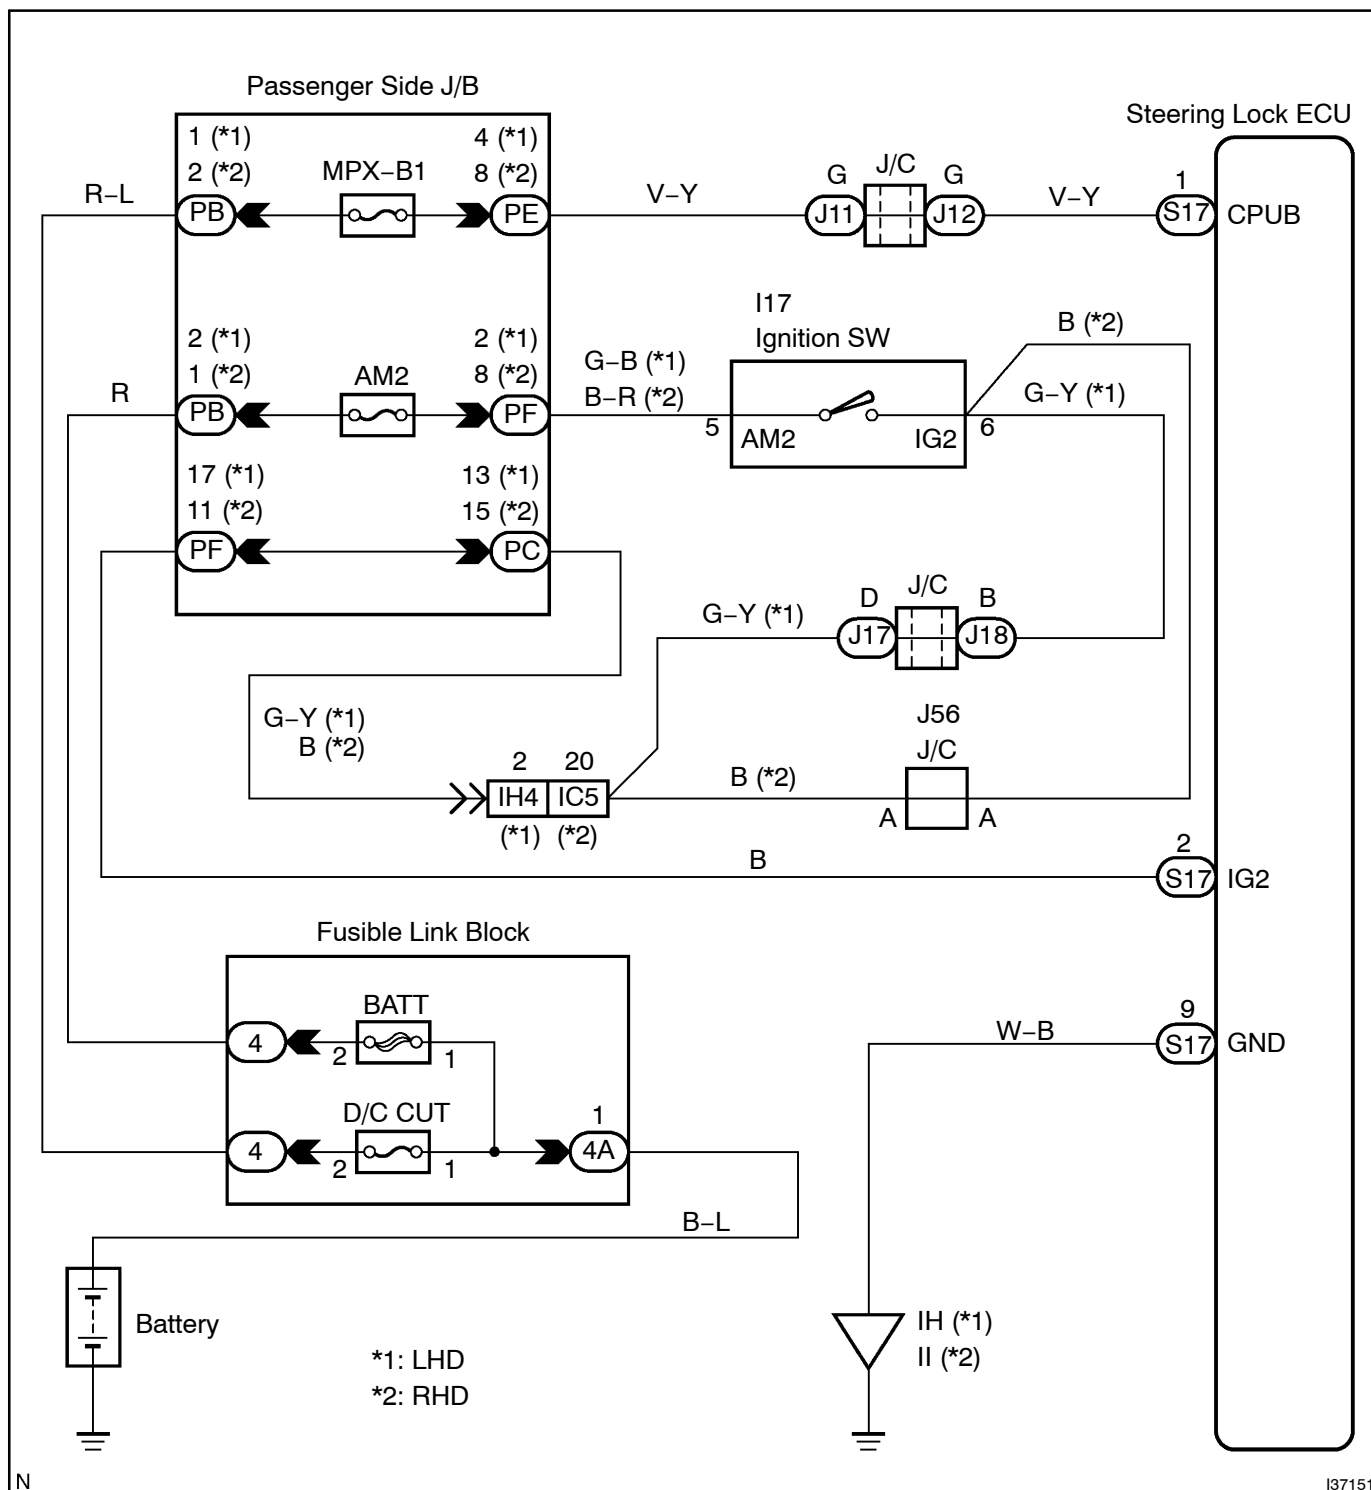 Passenger Side J/B
Steering Lock ECU
1 (*1)
2 (*2)
4 (*1)
8 (*2)
MPX–B1
R–L
PB
PE
V–Y
G
J/C
G
J11
J12
V–Y
1
S17
CPUB
2 (*1)
1 (*2)
2 (*1)
8 (*2)
AM2
R
PB
PF
G–B (*1)
B–R (*2)
I17
Ignition SW
5
AM2
IG2
6
B (*2)
G–Y (*1)
17 (*1)
11 (*2)
13 (*1)
15 (*2)
PF
PC
G–Y (*1)
D
J/C
B
J17
J18
G–Y (*1)
B (*2)
2
20
IH4
IC5
(*1)
(*2)
B (*2)
J56
J/C
A
A
B
2
S17
IG2
Fusible Link Block
BATT
4
2
1
D/C CUT
4
2
1
1
4A
B–L
W–B
9
S17
GND
Battery
*1: LHD
*2: RHD
IH (*1)
II (*2)
N
I37151